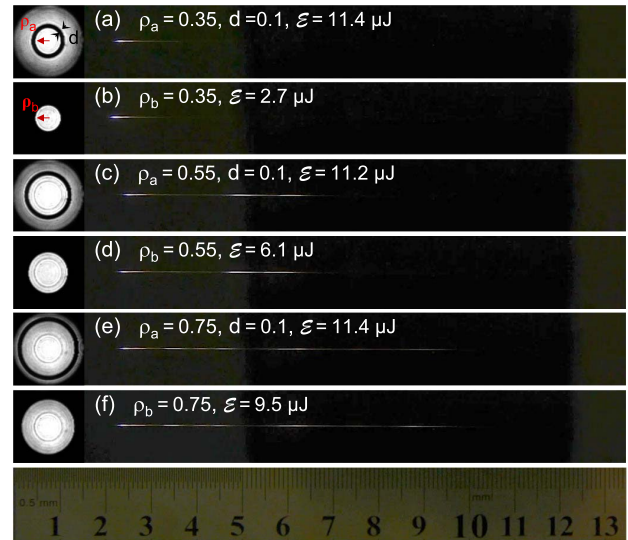 ρa d
(a) ρa = 0.35, d =0.1, ℰ = 11.4 µJ
ρb
(b) ρb = 0.35, ℰ = 2.7 µJ
(c) ρa = 0.55, d = 0.1, ℰ = 11.2 µJ
(d) ρb = 0.55, ℰ = 6.1 µJ
(e) ρa = 0.75, d = 0.1, ℰ = 11.4 µJ
(f) ρb = 0.75, ℰ = 9.5 µJ
0.5 mm mm
1 2 3 4 5 6 7 8 9 10 11 12 13